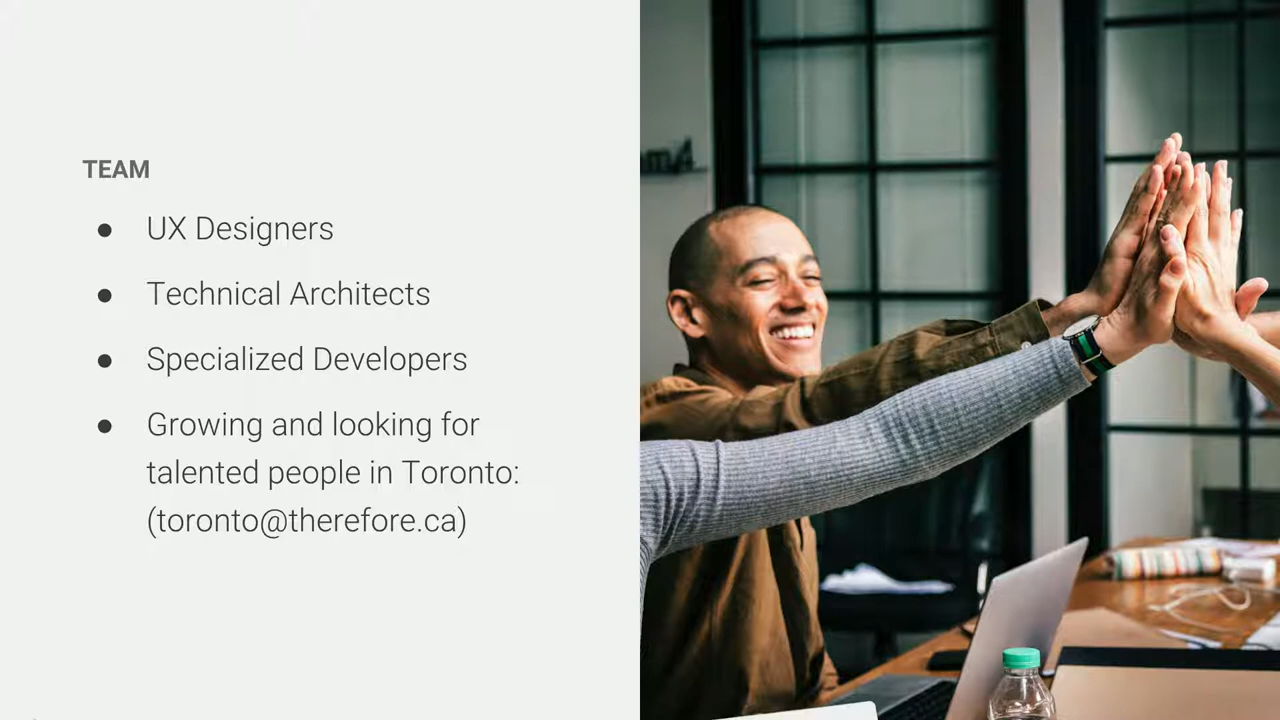 TEAM
● UX Designers
● Technical Architects
● Specialized Developers
● Growing and looking for
talented people in Toronto:
(toronto@therefore.ca)